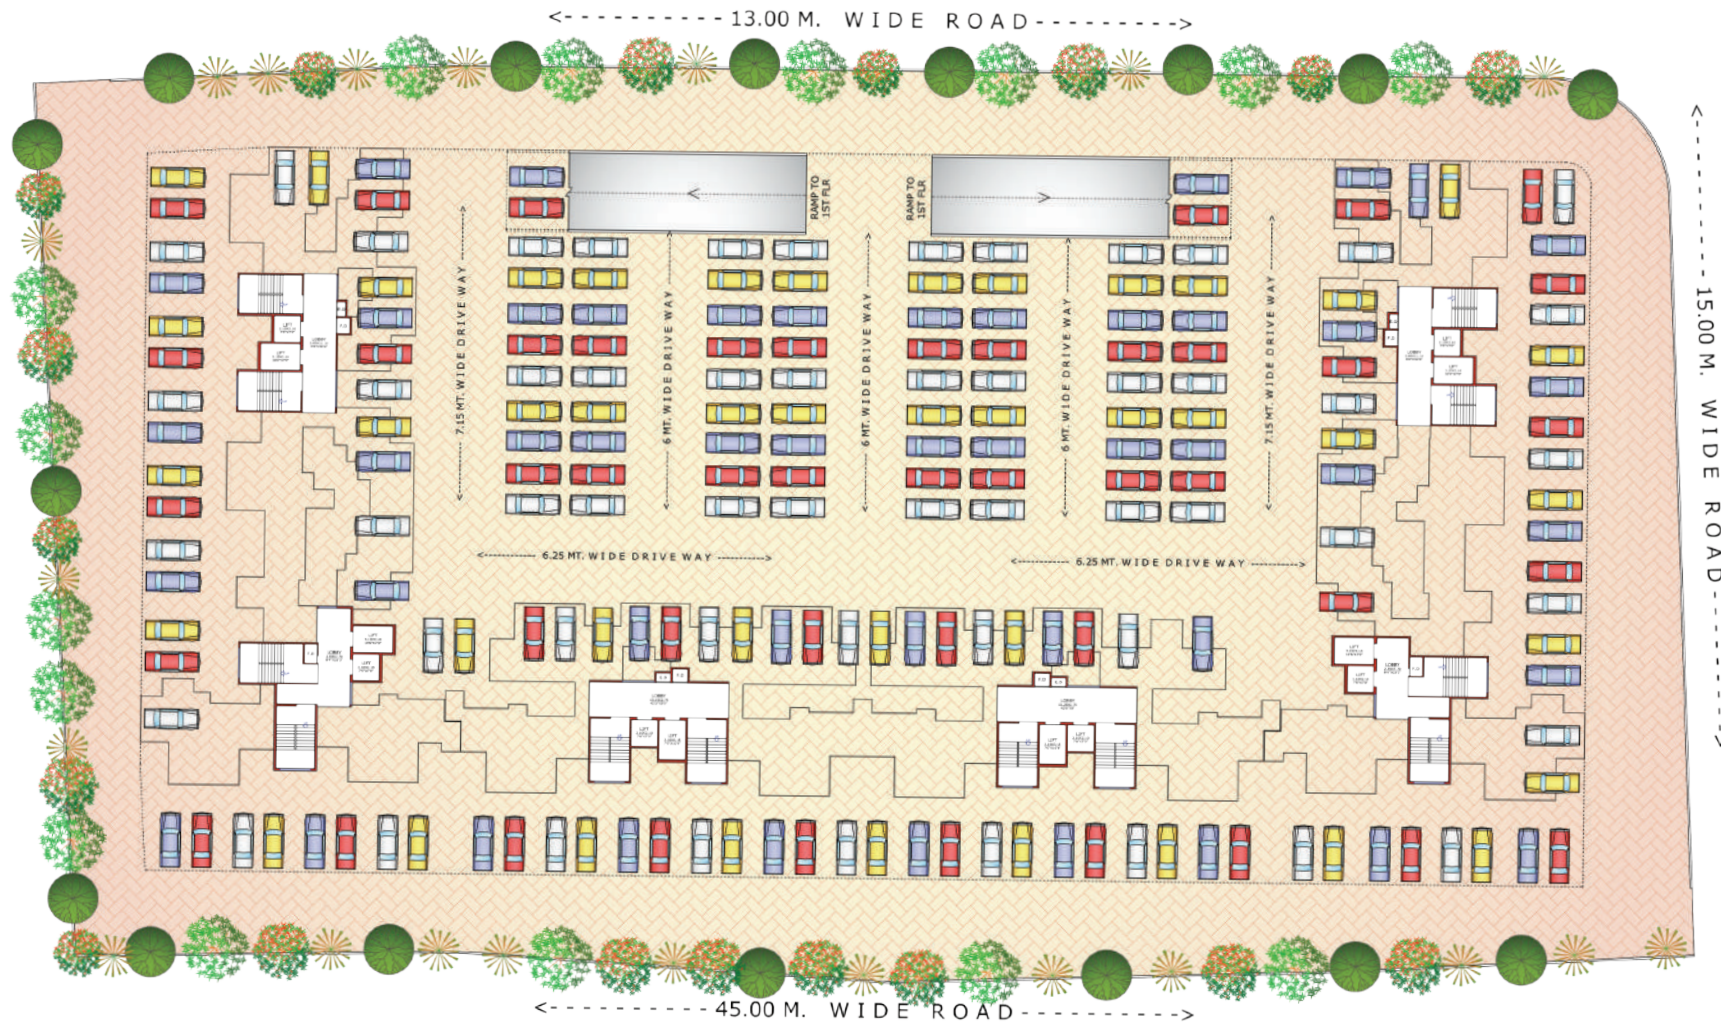 13.00 M. WIDE ROAD
RAMP TO
1ST FLR
RAMP TO
1ST FLR
15.00 M. WIDE ROAD
7.15 MT. WIDE DRIVE WAY
6 MT. WIDE DRIVE WAY
6 MT. WIDE DRIVE WAY
6 MT. WIDE DRIVE WAY
7.15 MT. WIDE DRIVE WAY
LIFT
LOBBY
LIFT
LIFT
LOBBY
LIFT
6.25 MT. WIDE DRIVE WAY
6.25 MT. WIDE DRIVE WAY
LIFT
LOBBY
LIFT
LIFT
LOBBY
LIFT
LOBBY
LIFT
LIFT
LOBBY
LIFT
LIFT
45.00 M. WIDE ROAD